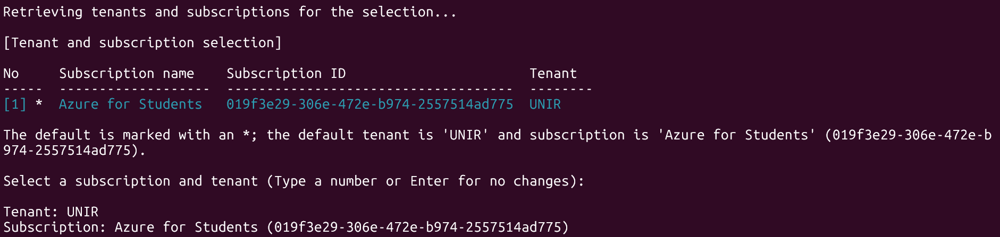 Retrieving tenants and subscriptions for the selection...
[Tenant and subscription selection]
No     Subscription name    Subscription ID                       Tenant
-----  -------------------  ------------------------------------  --------
[1] *  Azure for Students   019f3e29-306e-472e-b974-2557514ad775  UNIR
The default is marked with an *; the default tenant is 'UNIR' and subscription is 'Azure for Students' (019f3e29-306e-472e-b
974-2557514ad775).
Select a subscription and tenant (Type a number or Enter for no changes):
Tenant: UNIR
Subscription: Azure for Students (019f3e29-306e-472e-b974-2557514ad775)